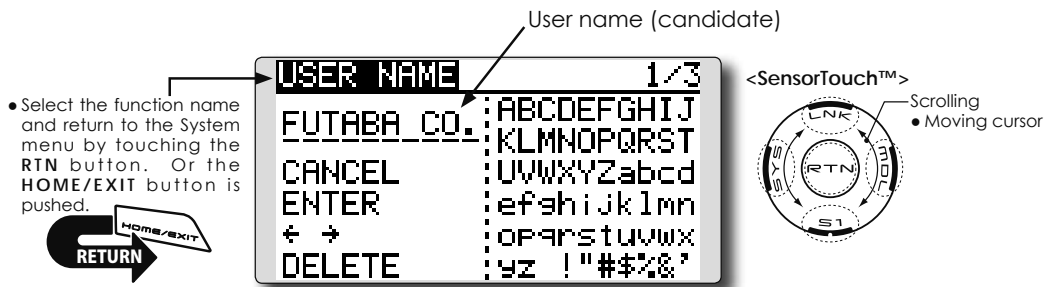 User name (candidate)
● Select the function name
and return to the System
menu by touching the
RTN button. Or the
HOME/EXIT button is
pushed.
HOME/EXIT
RETURN
USER NAME 1/3
FUTABA_CO.
CANCEL
ENTER
← →
DELETE
ABCDEFGHIJ
KLMNOPQRST
UVWXYZabcd
efghijklmn
opqrstuvwx
yz !"#$%&'
<SensorTouch™>
Scrolling
● Moving cursor
LNK
SYS
RTN
MDL
S1